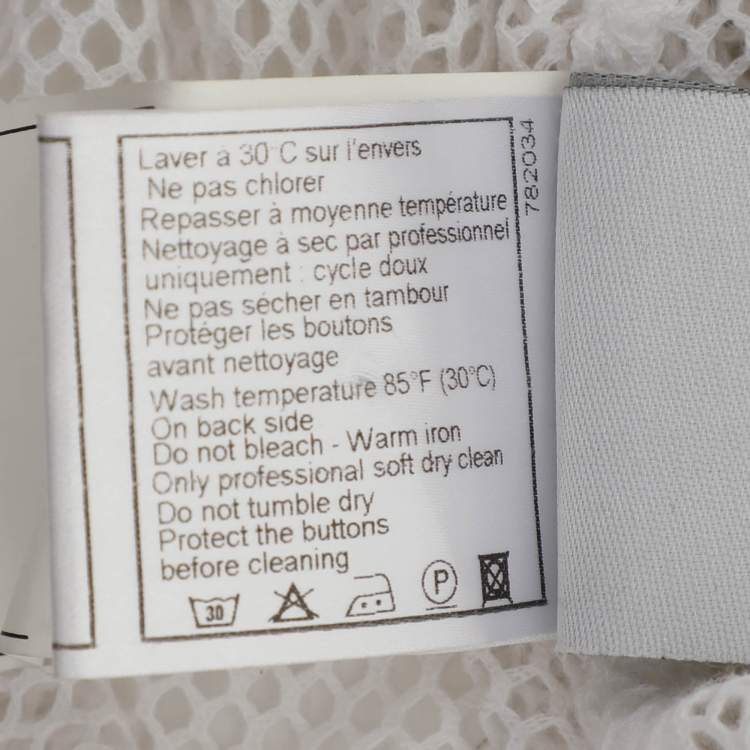 Laver à 30°C sur l'envers
Ne pas chlorer
Repasser à moyenne température
Nettoyage à sec par professionnel
uniquement : cycle doux
Ne pas sécher en tambour
Protéger les boutons
avant nettoyage
Wash temperature 85°F (30°C)
On back side
Do not bleach - Warm iron
Only professional soft dry clean
Do not tumble dry
Protect the buttons
before cleaning
30 P
782034